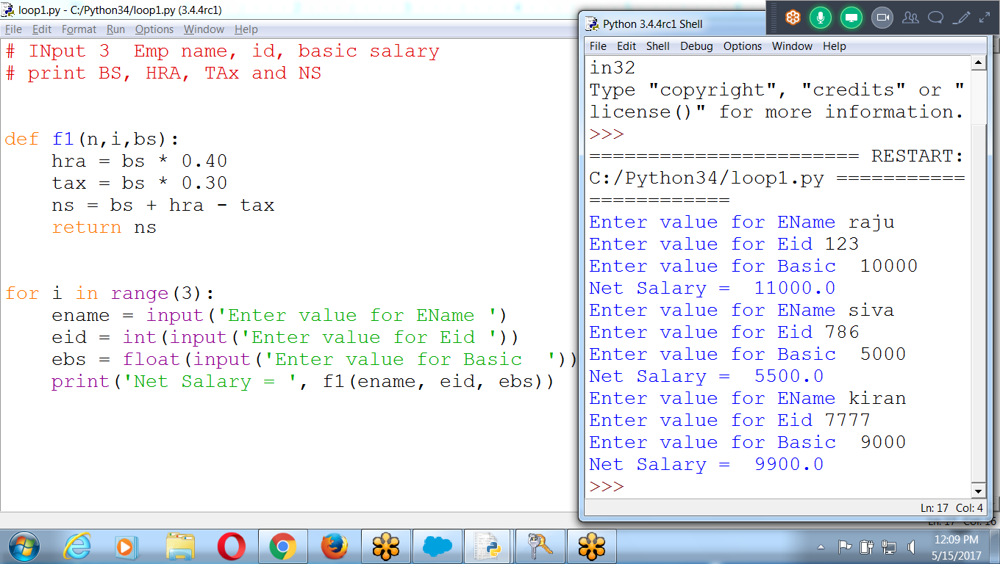 loop1.py - C:/Python34/loop1.py (3.4.4rc1)
File Edit Format Run Options Window Help
# INput 3  Emp name, id, basic salary
# print BS, HRA, TAx and NS
def f1(n,i,bs):
    hra = bs * 0.40
    tax = bs * 0.30
    ns = bs + hra - tax
    return ns
for i in range(3):
    ename = input('Enter value for EName ')
    eid = int(input('Enter value for Eid '))
    ebs = float(input('Enter value for Basic  '))
    print('Net Salary = ', f1(ename, eid, ebs))
Python 3.4.4rc1 Shell
File Edit Shell Debug Options Window Help
in32
Type "copyright", "credits" or "
license()" for more information.
>>>
======================= RESTART:
C:/Python34/loop1.py ===========
============
Enter value for EName raju
Enter value for Eid 123
Enter value for Basic  10000
Net Salary =  11000.0
Enter value for EName siva
Enter value for Eid 786
Enter value for Basic  5000
Net Salary =  5500.0
Enter value for EName kiran
Enter value for Eid 7777
Enter value for Basic  9000
Net Salary =  9900.0
>>>
Ln: 17 Col: 4
Ln: 17 Col: 16
12:09 PM
5/15/2017